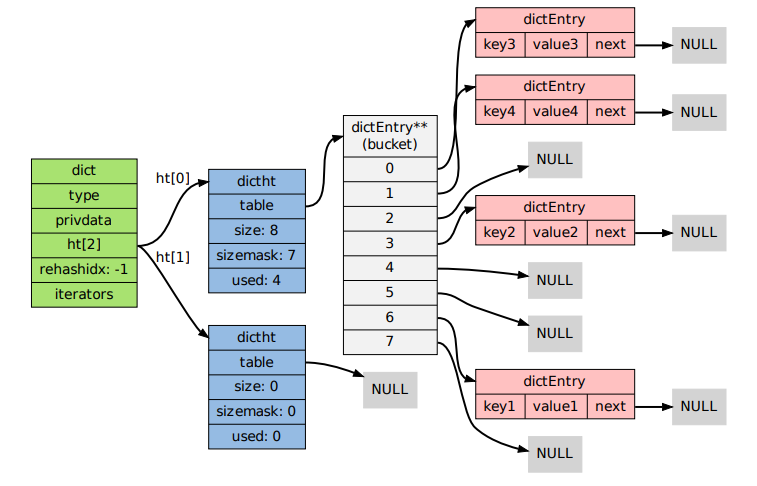 dict
type
privdata
ht[2]
rehashidx: -1
iterators
ht[0]
ht[1]
dictht
table
size: 8
sizemask: 7
used: 4
dictht
table
size: 0
sizemask: 0
used: 0
NULL
dictEntry**
(bucket)
0
1
2
3
4
5
6
7
dictEntry
key3 value3 next
NULL
dictEntry
key4 value4 next
NULL
NULL
dictEntry
key2 value2 next
NULL
NULL
NULL
dictEntry
key1 value1 next
NULL
NULL